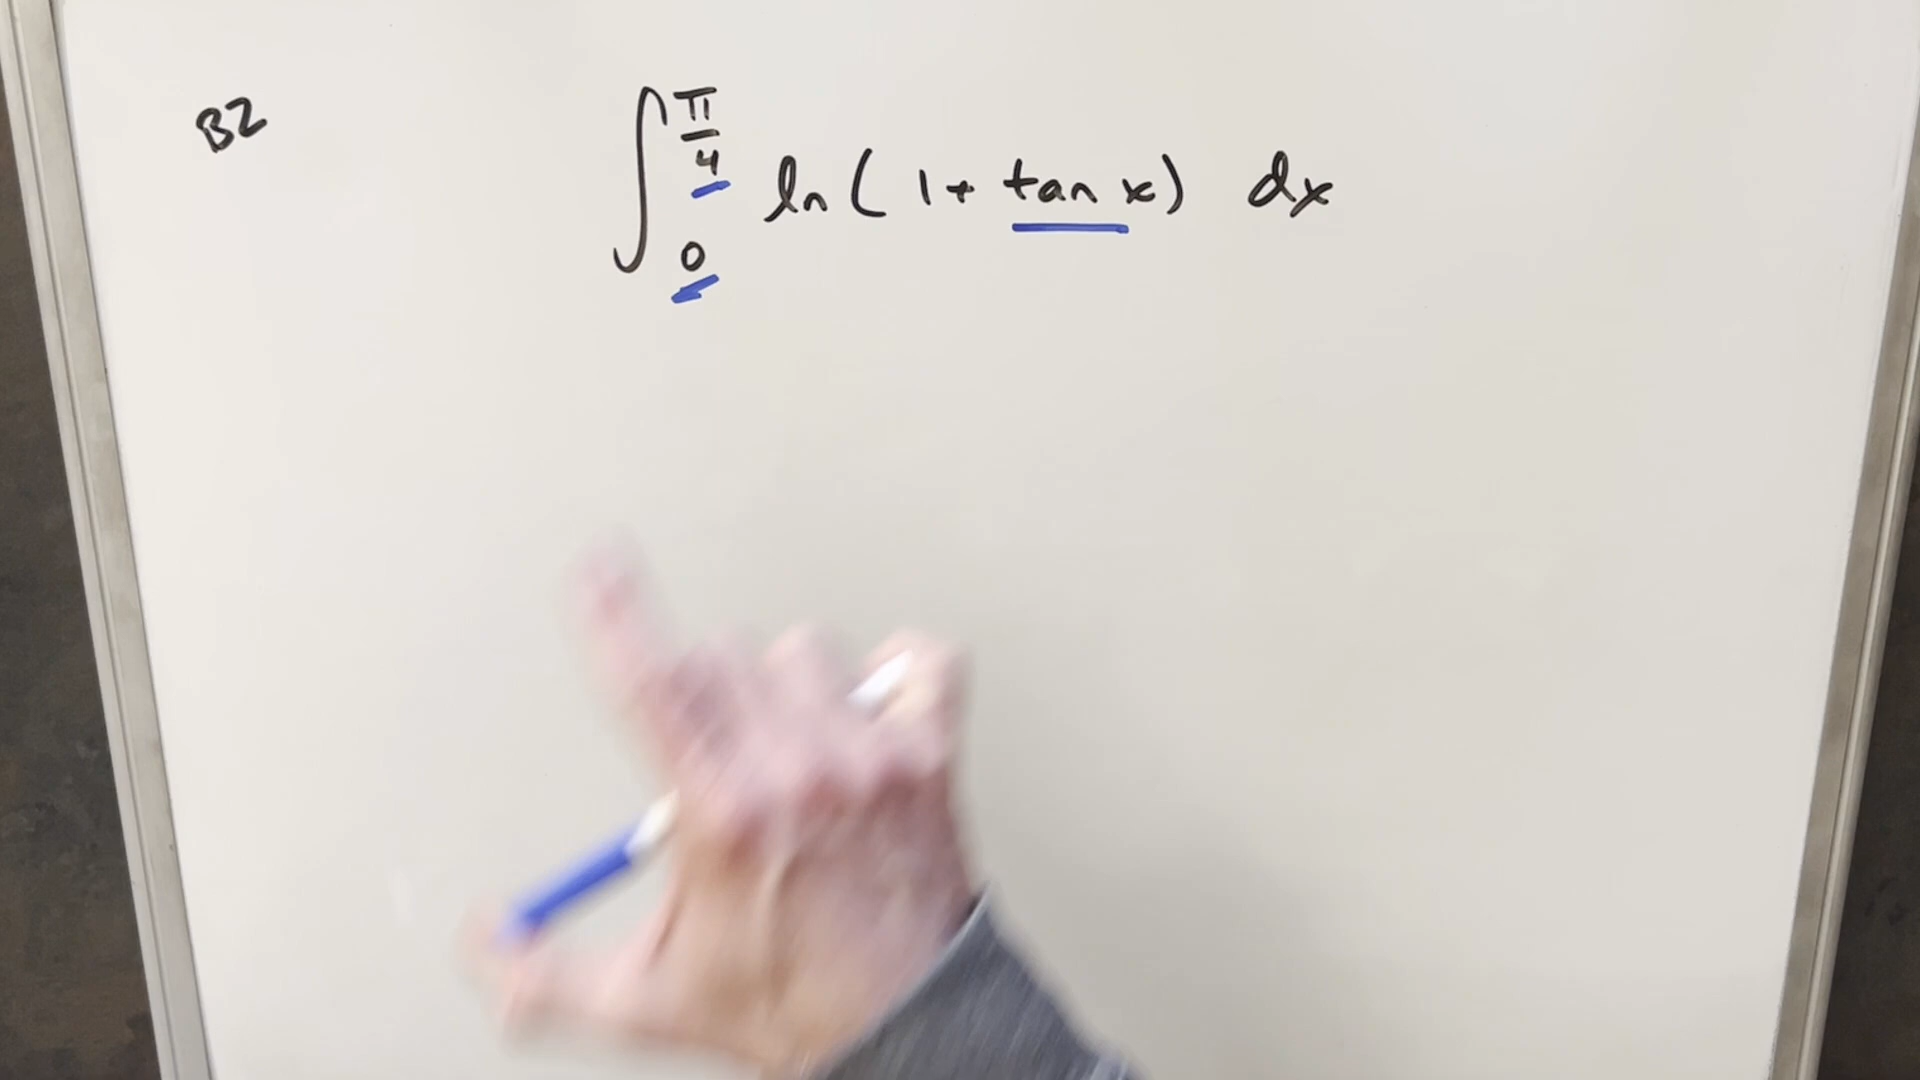 B2
∫₀^{π/4} ln(1+ tan x) dx